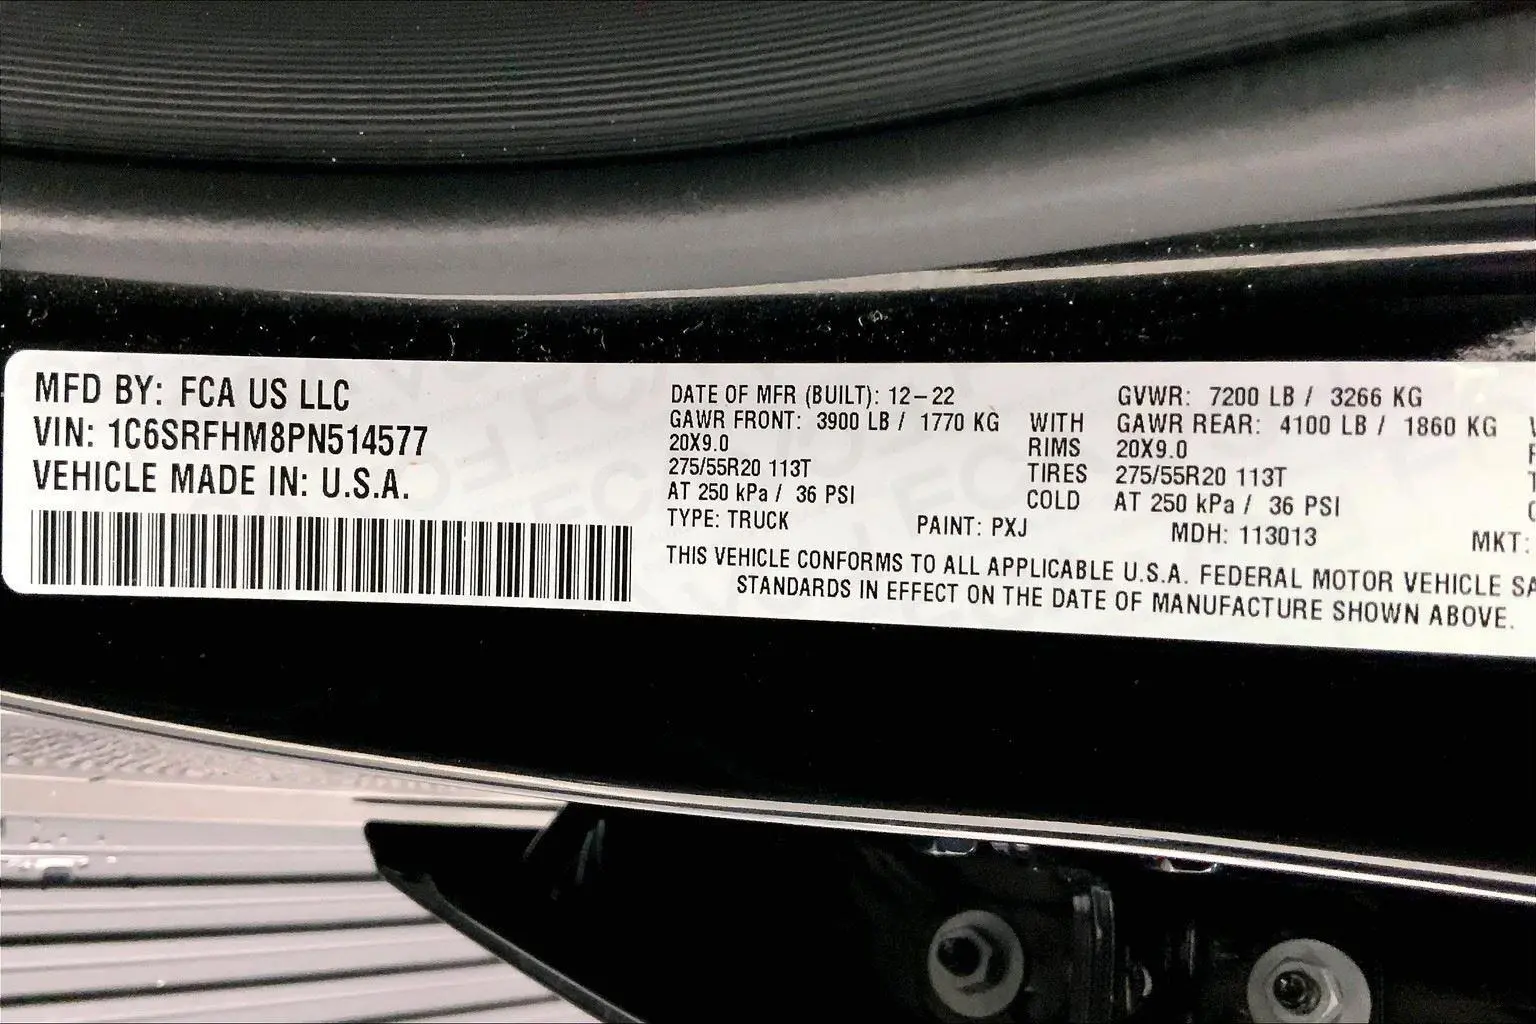 MFD BY: FCA US LLC
VIN: 1C6SRFHM8PN514577
VEHICLE MADE IN: U.S.A.
DATE OF MFR (BUILT): 12-22 GVWR: 7200 LB / 3266 KG
GAWR FRONT: 3900 LB / 1770 KG WITH GAWR REAR: 4100 LB / 1860 KG
20X9.0 RIMS 20X9.0
275/55R20 113T TIRES 275/55R20 113T
AT 250 kPa / 36 PSI COLD AT 250 kPa / 36 PSI
TYPE: TRUCK PAINT: PXJ MDH: 113013 MKT:
THIS VEHICLE CONFORMS TO ALL APPLICABLE U.S.A. FEDERAL MOTOR VEHICLE SA
STANDARDS IN EFFECT ON THE DATE OF MANUFACTURE SHOWN ABOVE.